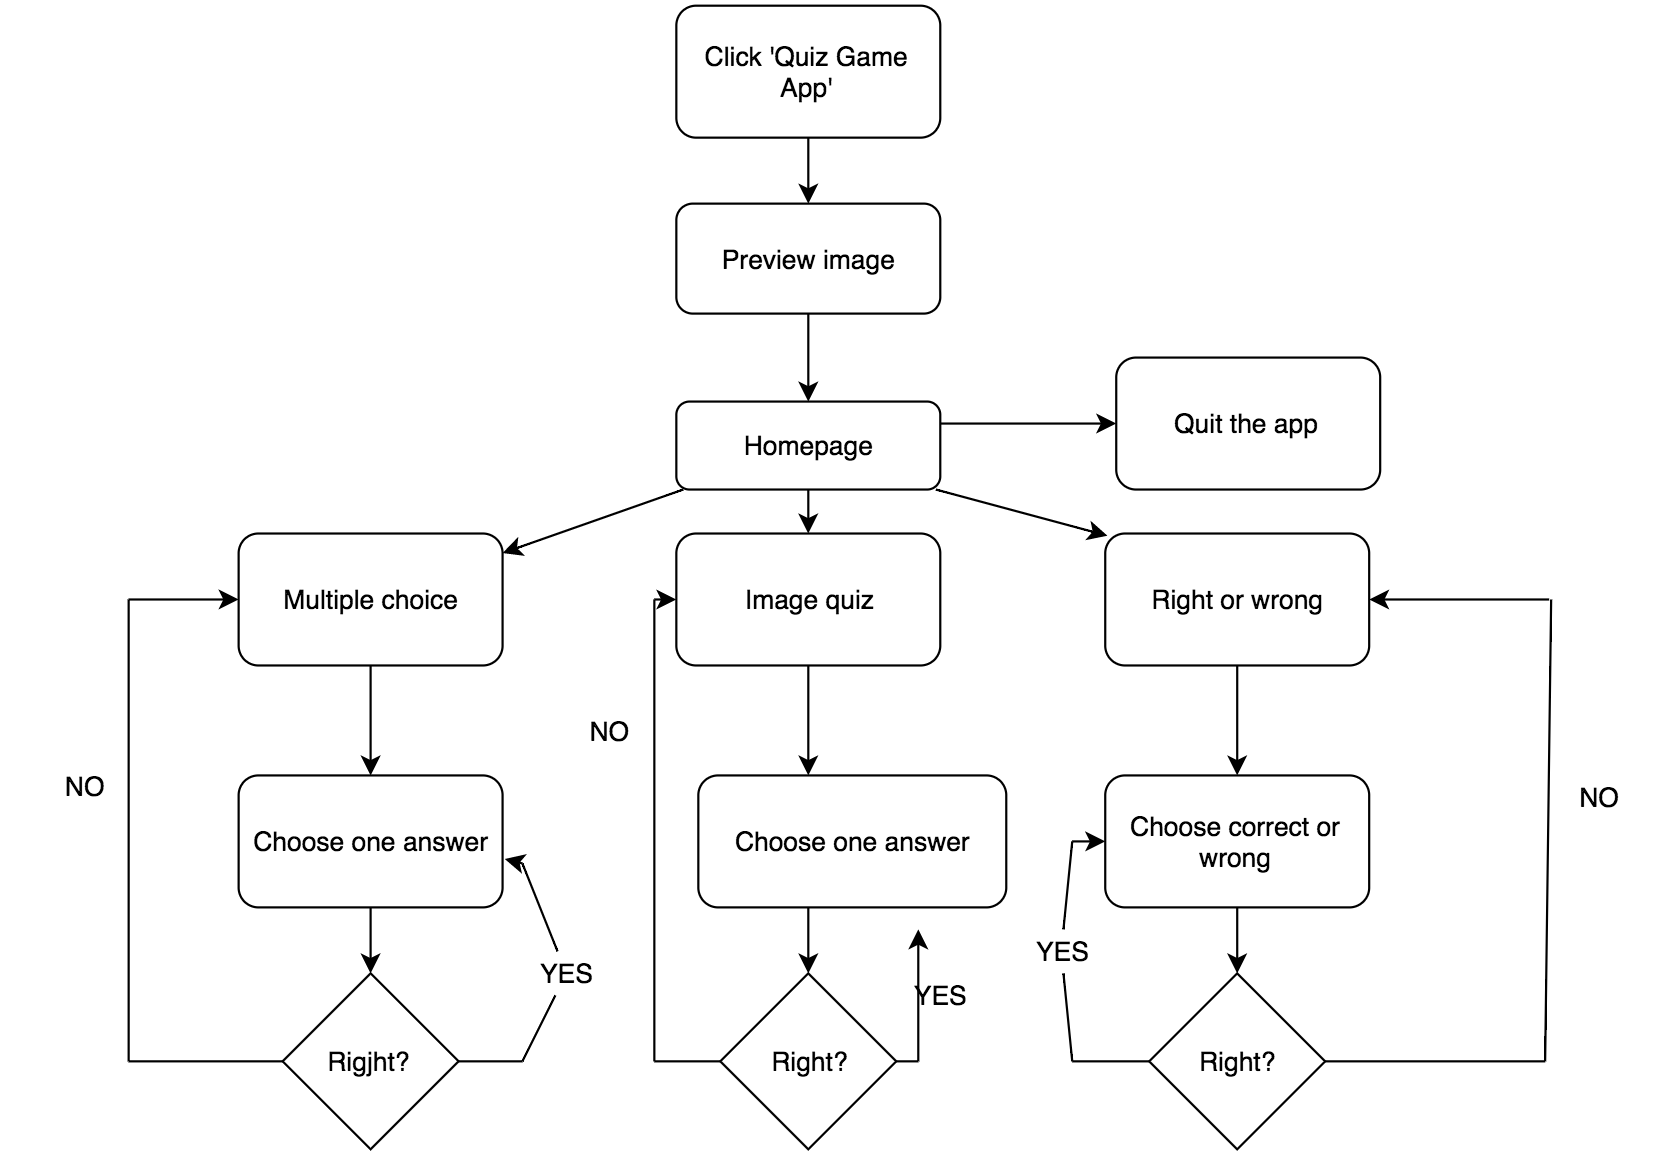 Click 'Quiz Game
App'
Preview image
Quit the app
Homepage
Multiple choice
Image quiz
Right or wrong
NO
NO
NO
Choose one answer
Choose one answer
Choose correct or
wrong
YES
YES
YES
Rigjht?
Right?
Right?